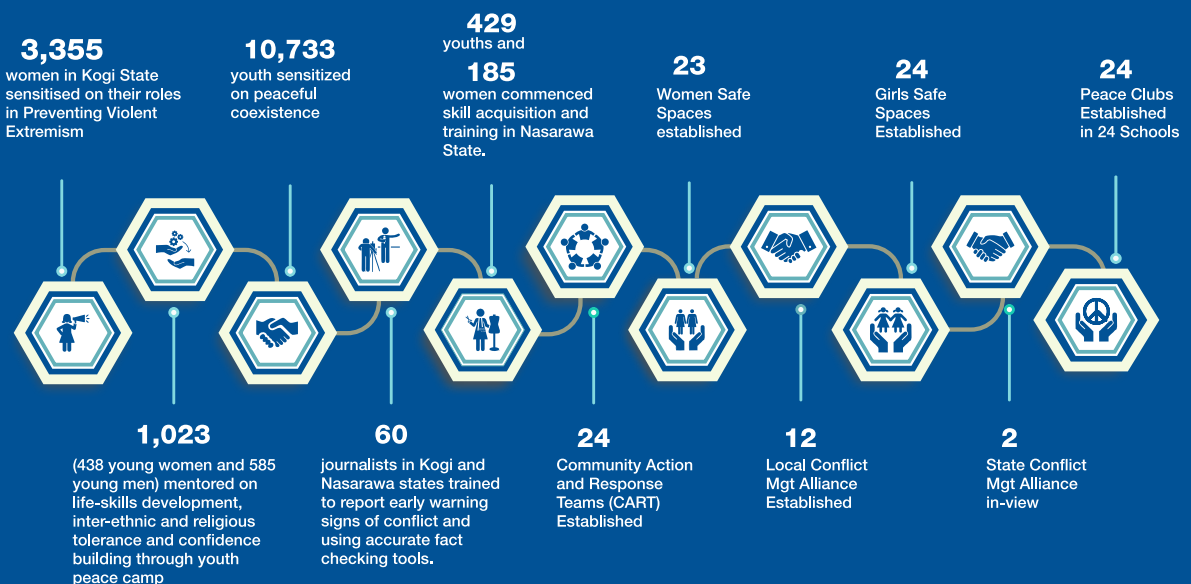 3,355
women in Kogi State
sensitised on their roles
in Preventing Violent
Extremism
10,733
youth sensitized
on peaceful
coexistence
429
youths and
185
women commenced
skill acquisition and
training in Nasarawa
State.
23
Women Safe
Spaces
established
24
Girls Safe
Spaces
Established
24
Peace Clubs
Established
in 24 Schools
1,023
(438 young women and 585
young men) mentored on
life-skills development,
inter-ethnic and religious
tolerance and confidence
building through youth
peace camp
60
journalists in Kogi and
Nasarawa states trained
to report early warning
signs of conflict and
using accurate fact
checking tools.
24
Community Action
and Response
Teams (CART)
Established
12
Local Conflict
Mgt Alliance
Established
2
State Conflict
Mgt Alliance
in-view